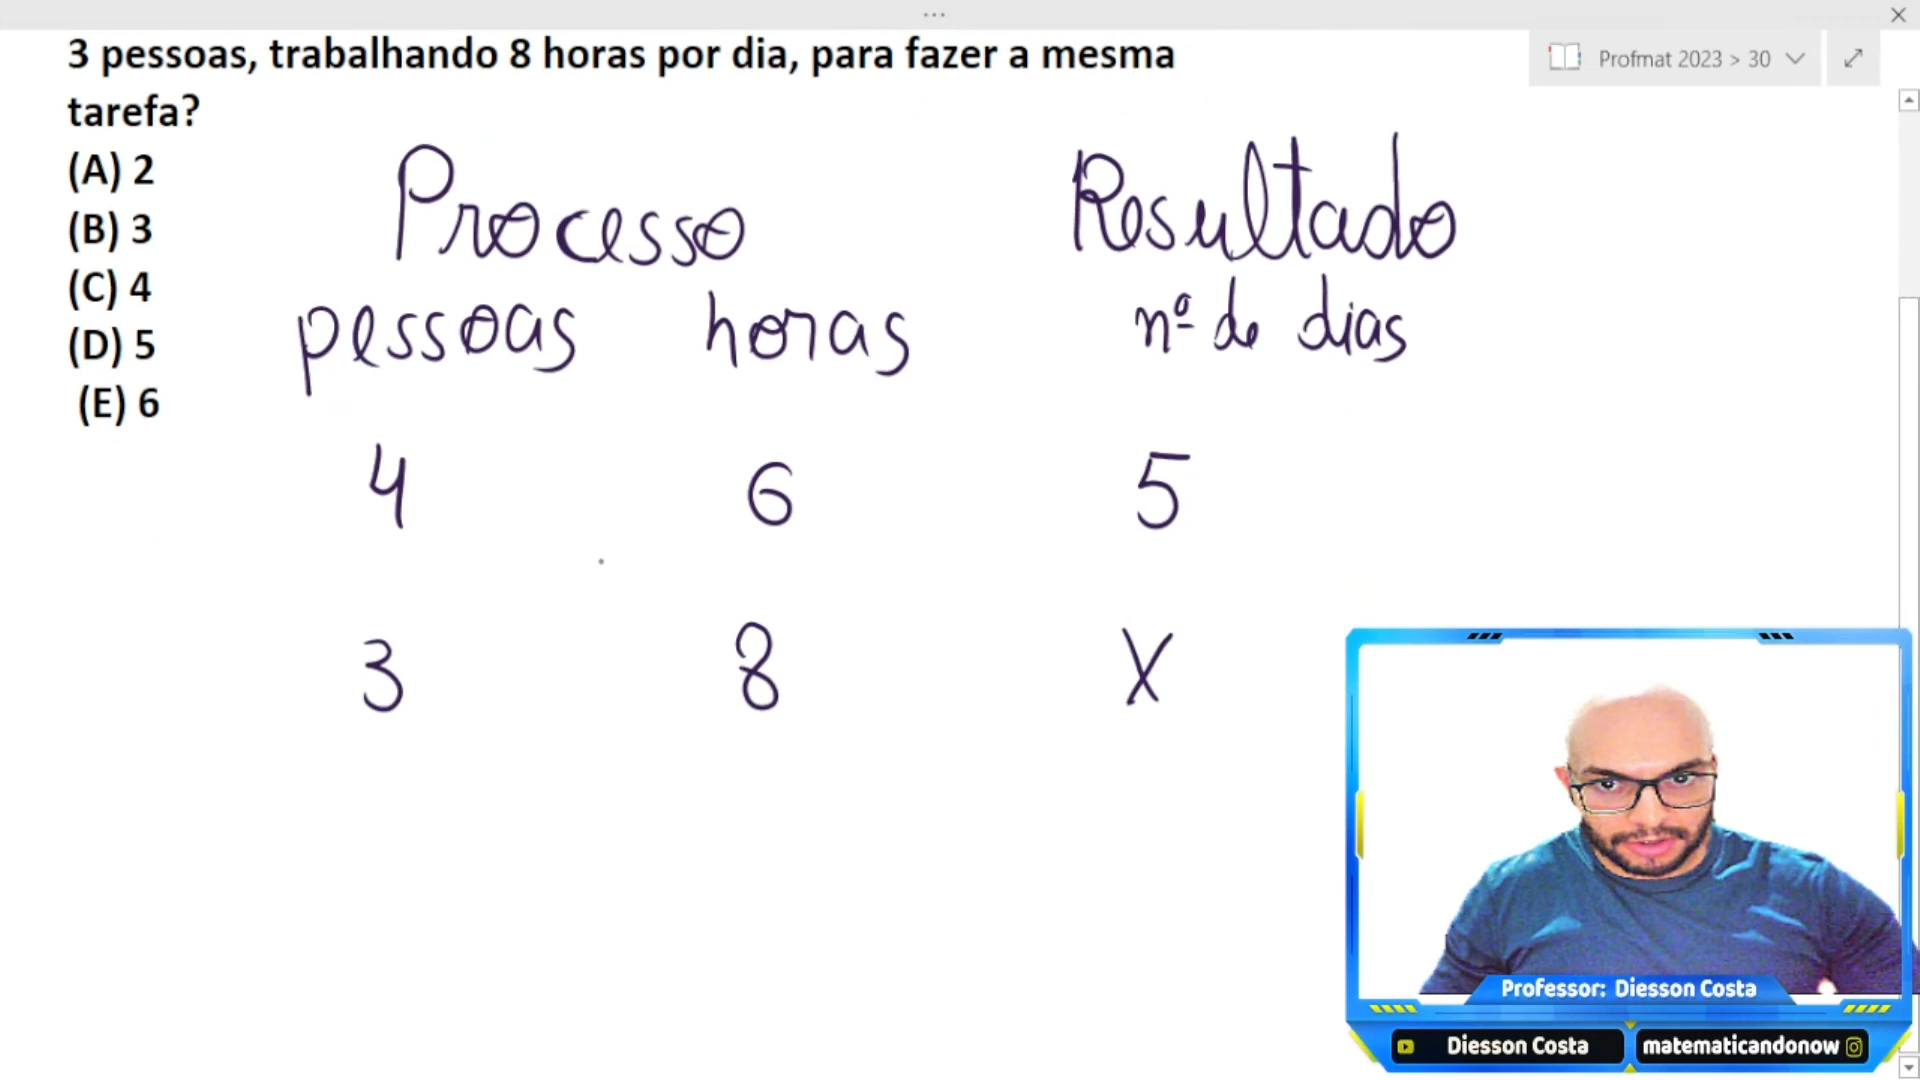 3 pessoas, trabalhando 8 horas por dia, para fazer a mesma
tarefa?
(A) 2
(B) 3
(C) 4
(D) 5
(E) 6
Profmat 2023 > 30
Processo Resultado
pessoas horas nº de dias
4 6 5
3 8 X
Professor: Diesson Costa
Diesson Costa matematicandonow